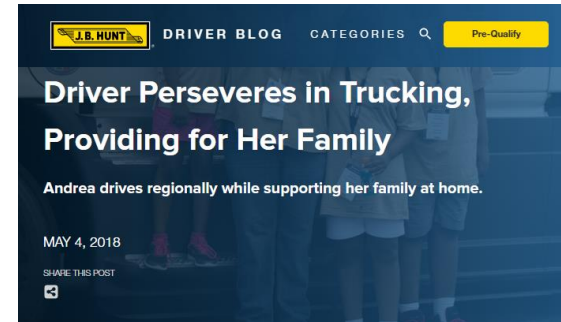 J.B. HUNT DRIVER BLOG CATEGORIES Pre-Qualify
Driver Perseveres in Trucking,
Providing for Her Family
Andrea drives regionally while supporting her family at home.
MAY 4, 2018
SHARE THIS POST